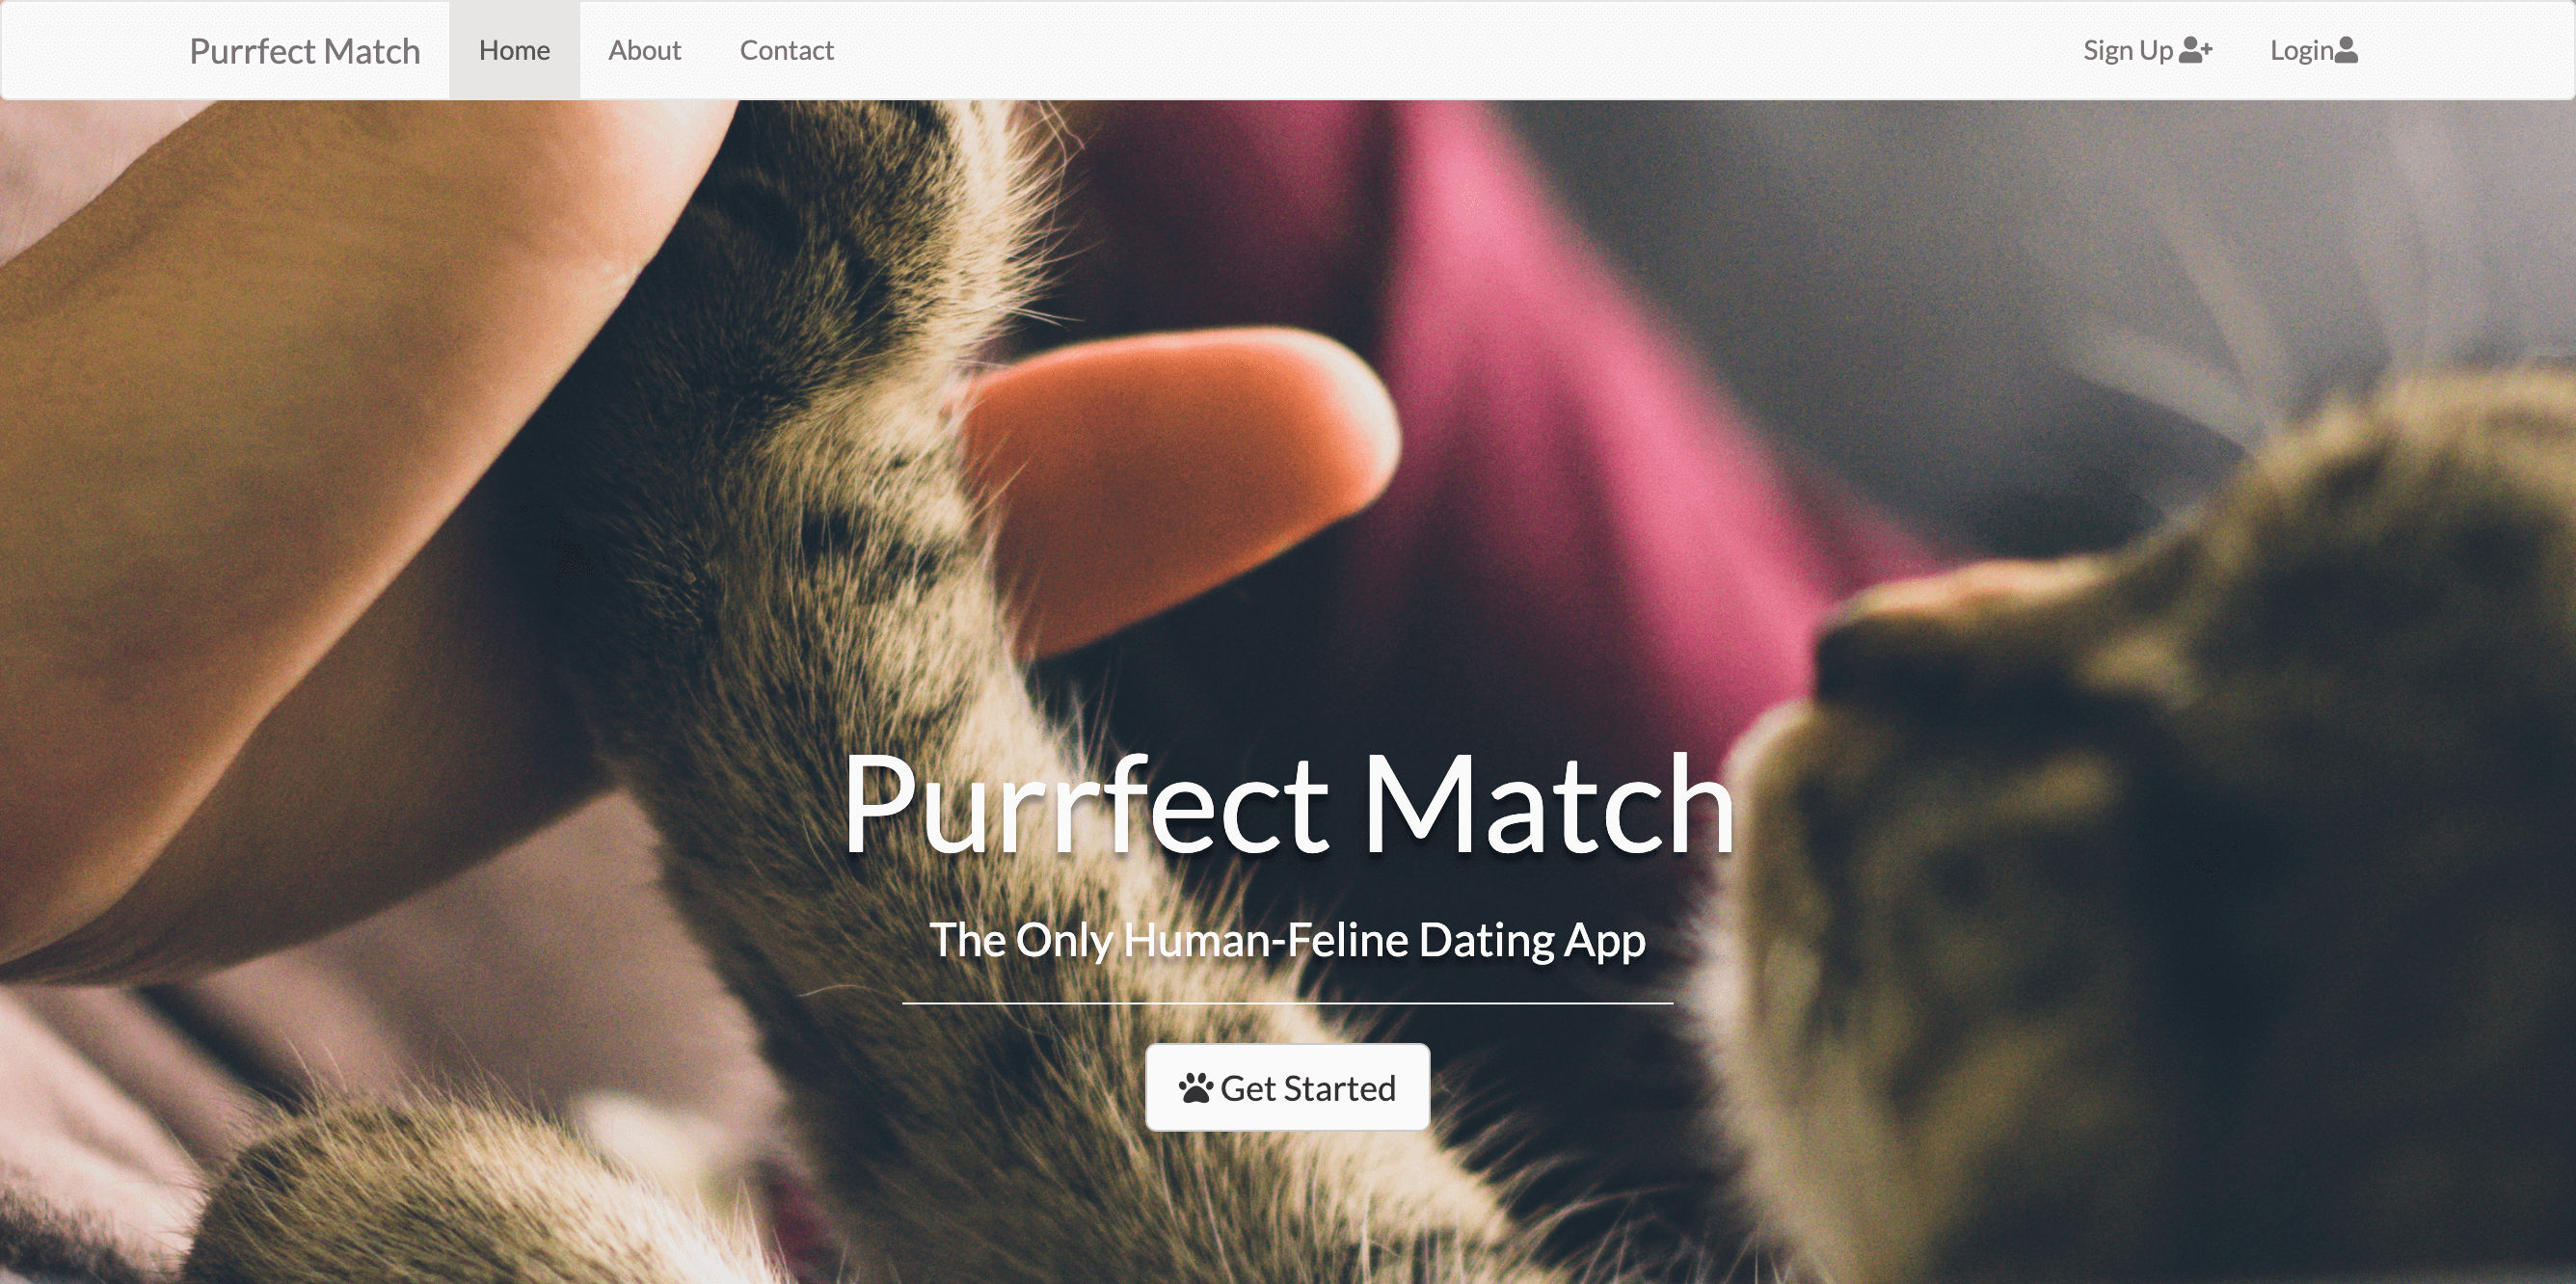 Purrfect Match Home About Contact Sign Up Login
Purrfect Match
The Only Human-Feline Dating App
Get Started